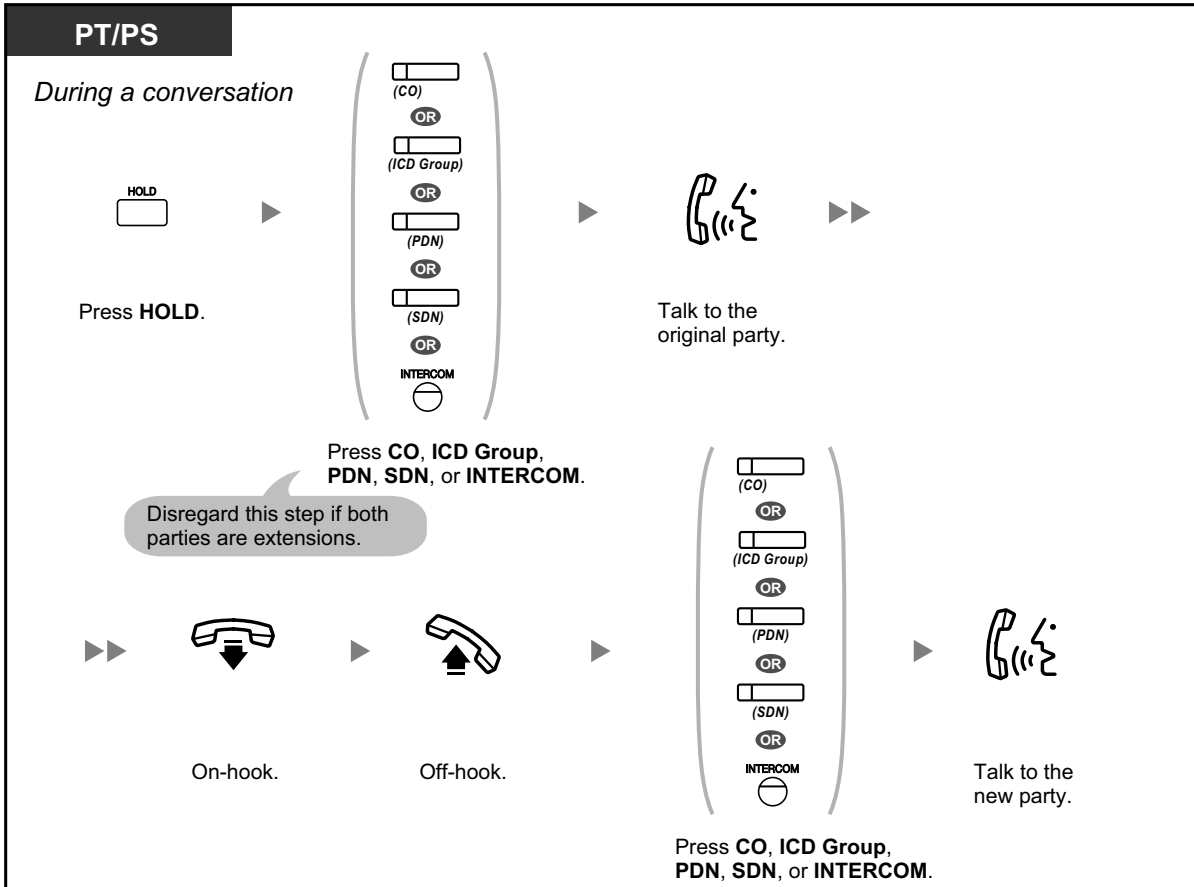 PT/PS
During a conversation
HOLD
Press HOLD.
(CO)
OR
(ICD Group)
OR
(PDN)
OR
(SDN)
OR
INTERCOM
Press CO, ICD Group,
PDN, SDN, or INTERCOM.
Disregard this step if both
parties are extensions.
Talk to the
original party.
On-hook.
Off-hook.
(CO)
OR
(ICD Group)
OR
(PDN)
OR
(SDN)
OR
INTERCOM
Press CO, ICD Group,
PDN, SDN, or INTERCOM.
Talk to the
new party.